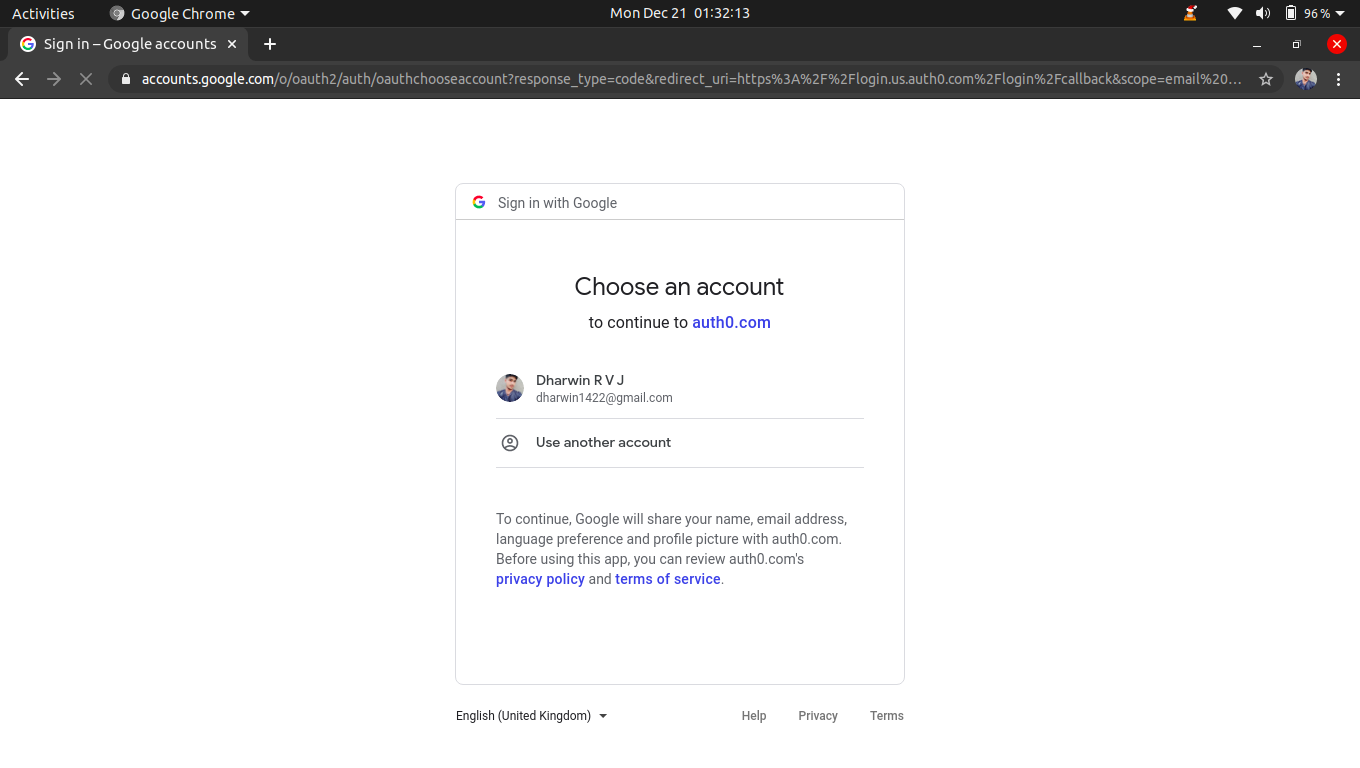 Activities
Google Chrome
Mon Dec 21 01:32:13
96 %
Sign in – Google accounts
accounts.google.com/o/oauth2/auth/oauthchooseaccount?response_type=code&redirect_uri=https%3A%2F%2Flogin.us.auth0.com%2Flogin%2Fcallback&scope=email%20...
Sign in with Google
Choose an account
to continue to auth0.com
Dharwin R V J
dharwin1422@gmail.com
Use another account
To continue, Google will share your name, email address,
language preference and profile picture with auth0.com.
Before using this app, you can review auth0.com's
privacy policy and terms of service.
English (United Kingdom)
Help
Privacy
Terms